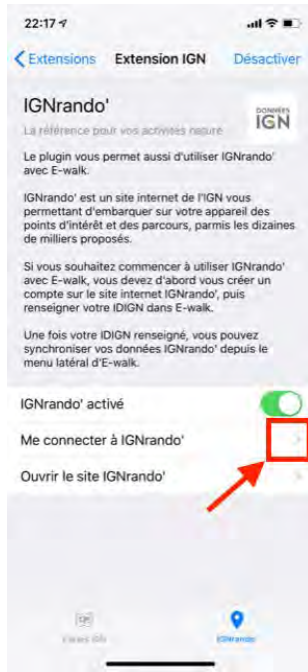 22:17
Extensions Extension IGN Désactiver
IGNrando'
La référence pour vos activités nature
DONNÉES
IGN
Le plugin vous permet aussi d'utiliser IGNrando'
avec E-walk.
IGNrando' est un site internet de l'IGN vous
permettant d'embarquer sur votre appareil des
points d'intérêt et des parcours, parmis les dizaines
de milliers proposés.
Si vous souhaitez commencer à utiliser IGNrando'
avec E-walk, vous devez d'abord vous créer un
compte sur le site internet IGNrando', puis
renseigner votre IDIGN dans E-walk.
Une fois votre IDIGN renseigné, vous pouvez
synchroniser vos données IGNrando' depuis le
menu latéral d'E-walk.
IGNrando' activé
Me connecter à IGNrando'
Ouvrir le site IGNrando'
IGNrando